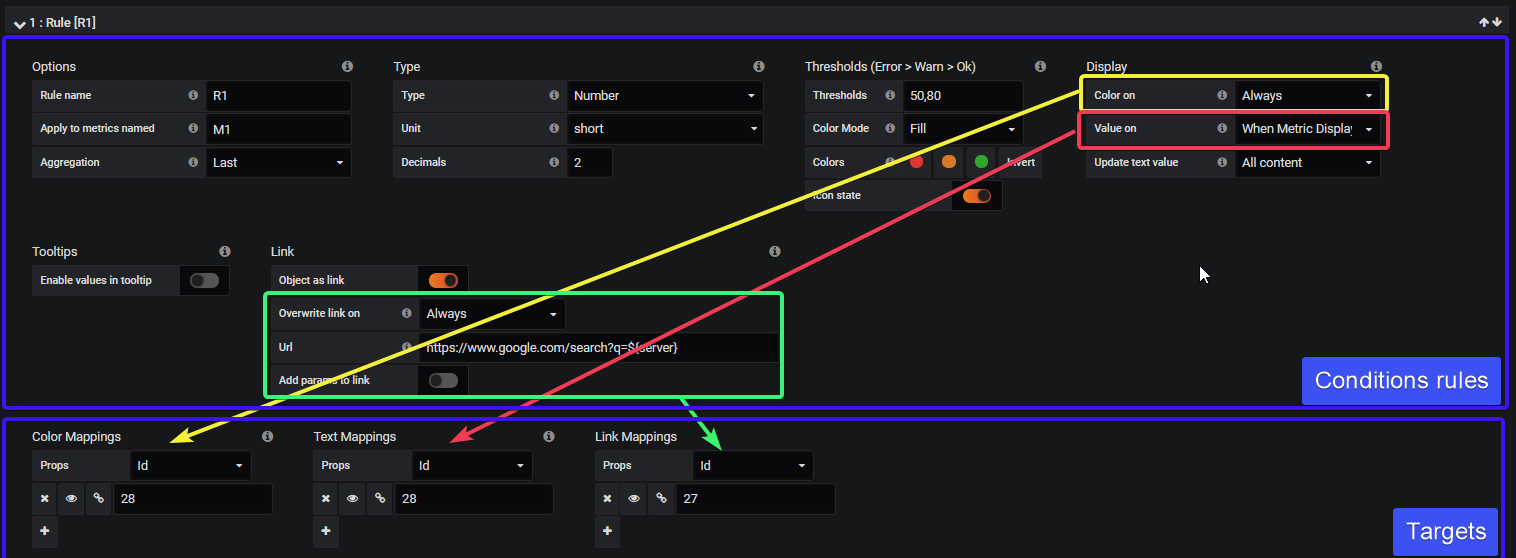 1 : Rule [R1]
Options
Type
Thresholds (Error > Warn > Ok)
Display
Rule name R1
Type Number
Thresholds 50,80
Color on Always
Apply to metrics named M1
Unit short
Color Mode Fill
Value on When Metric Display
Aggregation Last
Decimals 2
Colors Invert
Update text value All content
Icon state
Tooltips
Link
Enable values in tooltip
Object as link
Overwrite link on Always
Url https://www.google.com/search?q=${server}
Add params to link
Conditions rules
Color Mappings
Text Mappings
Link Mappings
Props Id
Props Id
Props Id
28
28
27
Targets